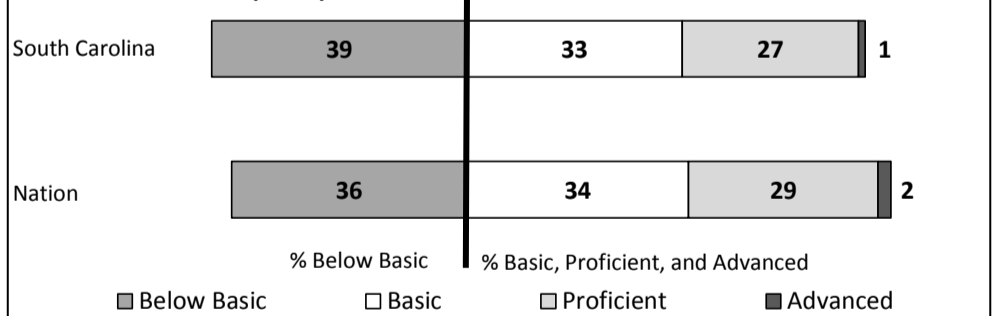 South Carolina 39 33 27 1
Nation 36 34 29 2
% Below Basic % Basic, Proficient, and Advanced
Below Basic Basic Proficient Advanced